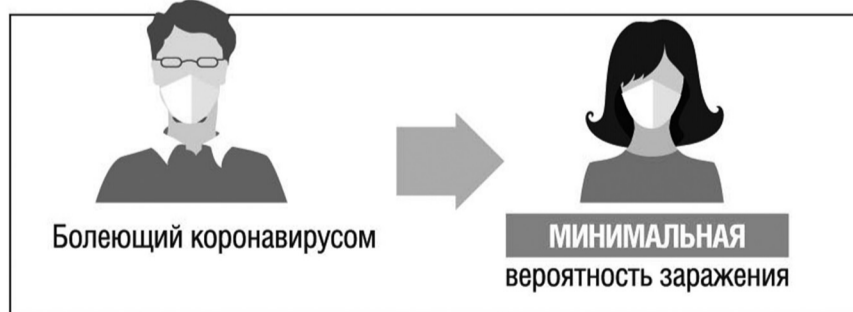 Болеющий коронавирусом
МИНИМАЛЬНАЯ
вероятность заражения